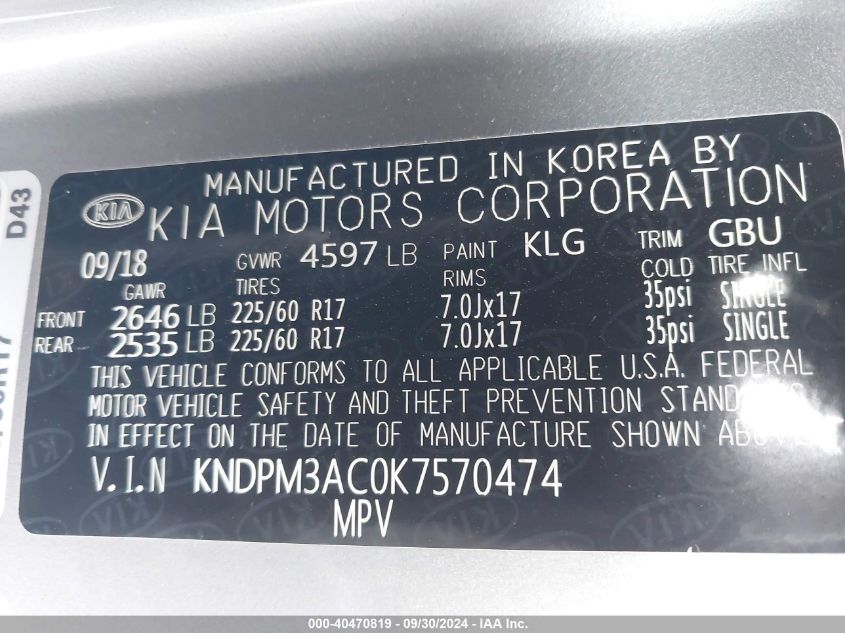 MANUFACTURED IN KOREA BY
KIA KIA MOTORS CORPORATION
09/18 GVWR 4597 LB PAINT KLG TRIM GBU
GAWR TIRES RIMS COLD TIRE INFL
FRONT 2646 LB 225/60 R17 7.0Jx17 35psi SINGLE
REAR 2535 LB 225/60 R17 7.0Jx17 35psi SINGLE
THIS VEHICLE CONFORMS TO ALL APPLICABLE U.S.A. FEDERAL
MOTOR VEHICLE SAFETY AND THEFT PREVENTION STANDARDS
IN EFFECT ON THE DATE OF MANUFACTURE SHOWN ABOVE.
V.I.N KNDPM3AC0K7570474
MPV
D43
000-40470819 - 09/30/2024 - IAA Inc.